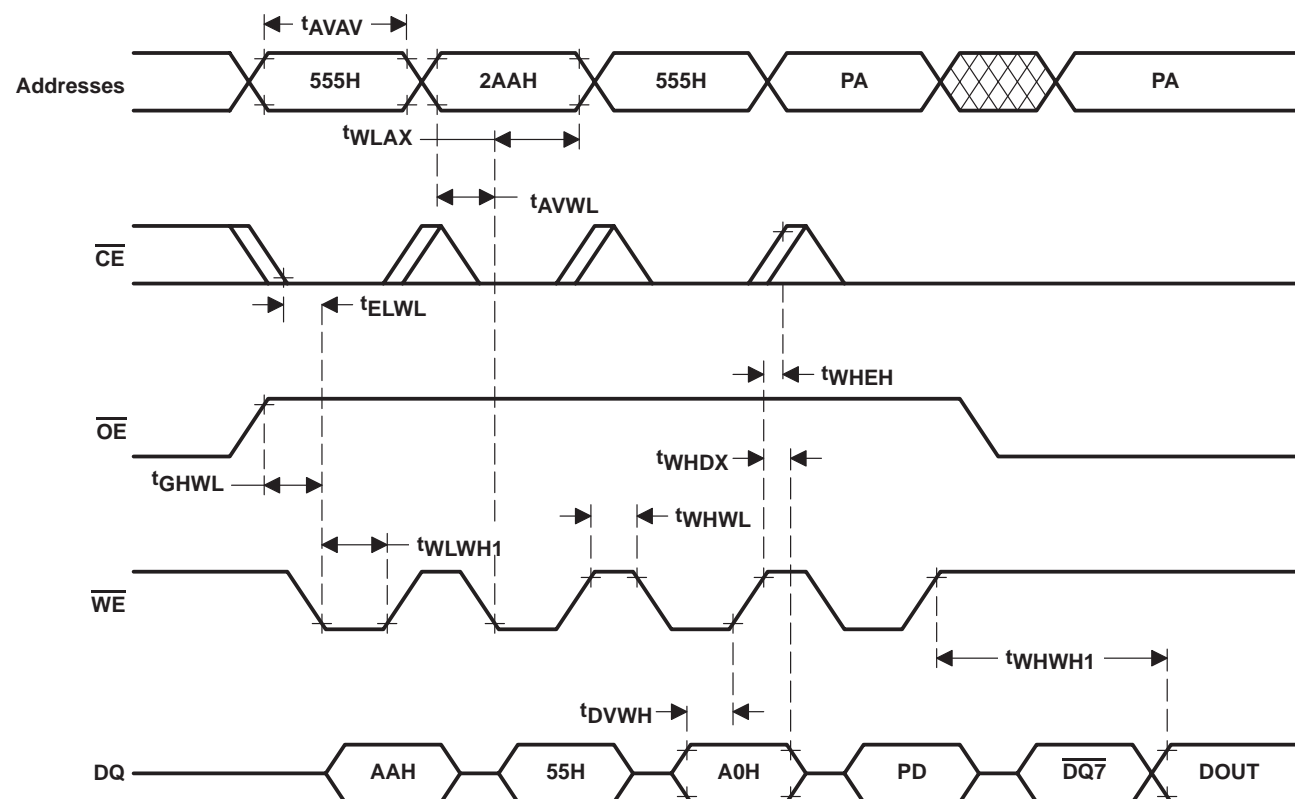 tAVAV
Addresses 555H 2AAH 555H PA PA
tWLAX
tAVWL
CE
tELWL
tWHEH
OE
tWHDX
tGHWL
tWHWL
tWLWH1
WE
tWHWH1
tDVWH
DQ AAH 55H A0H PD DQ7 DOUT